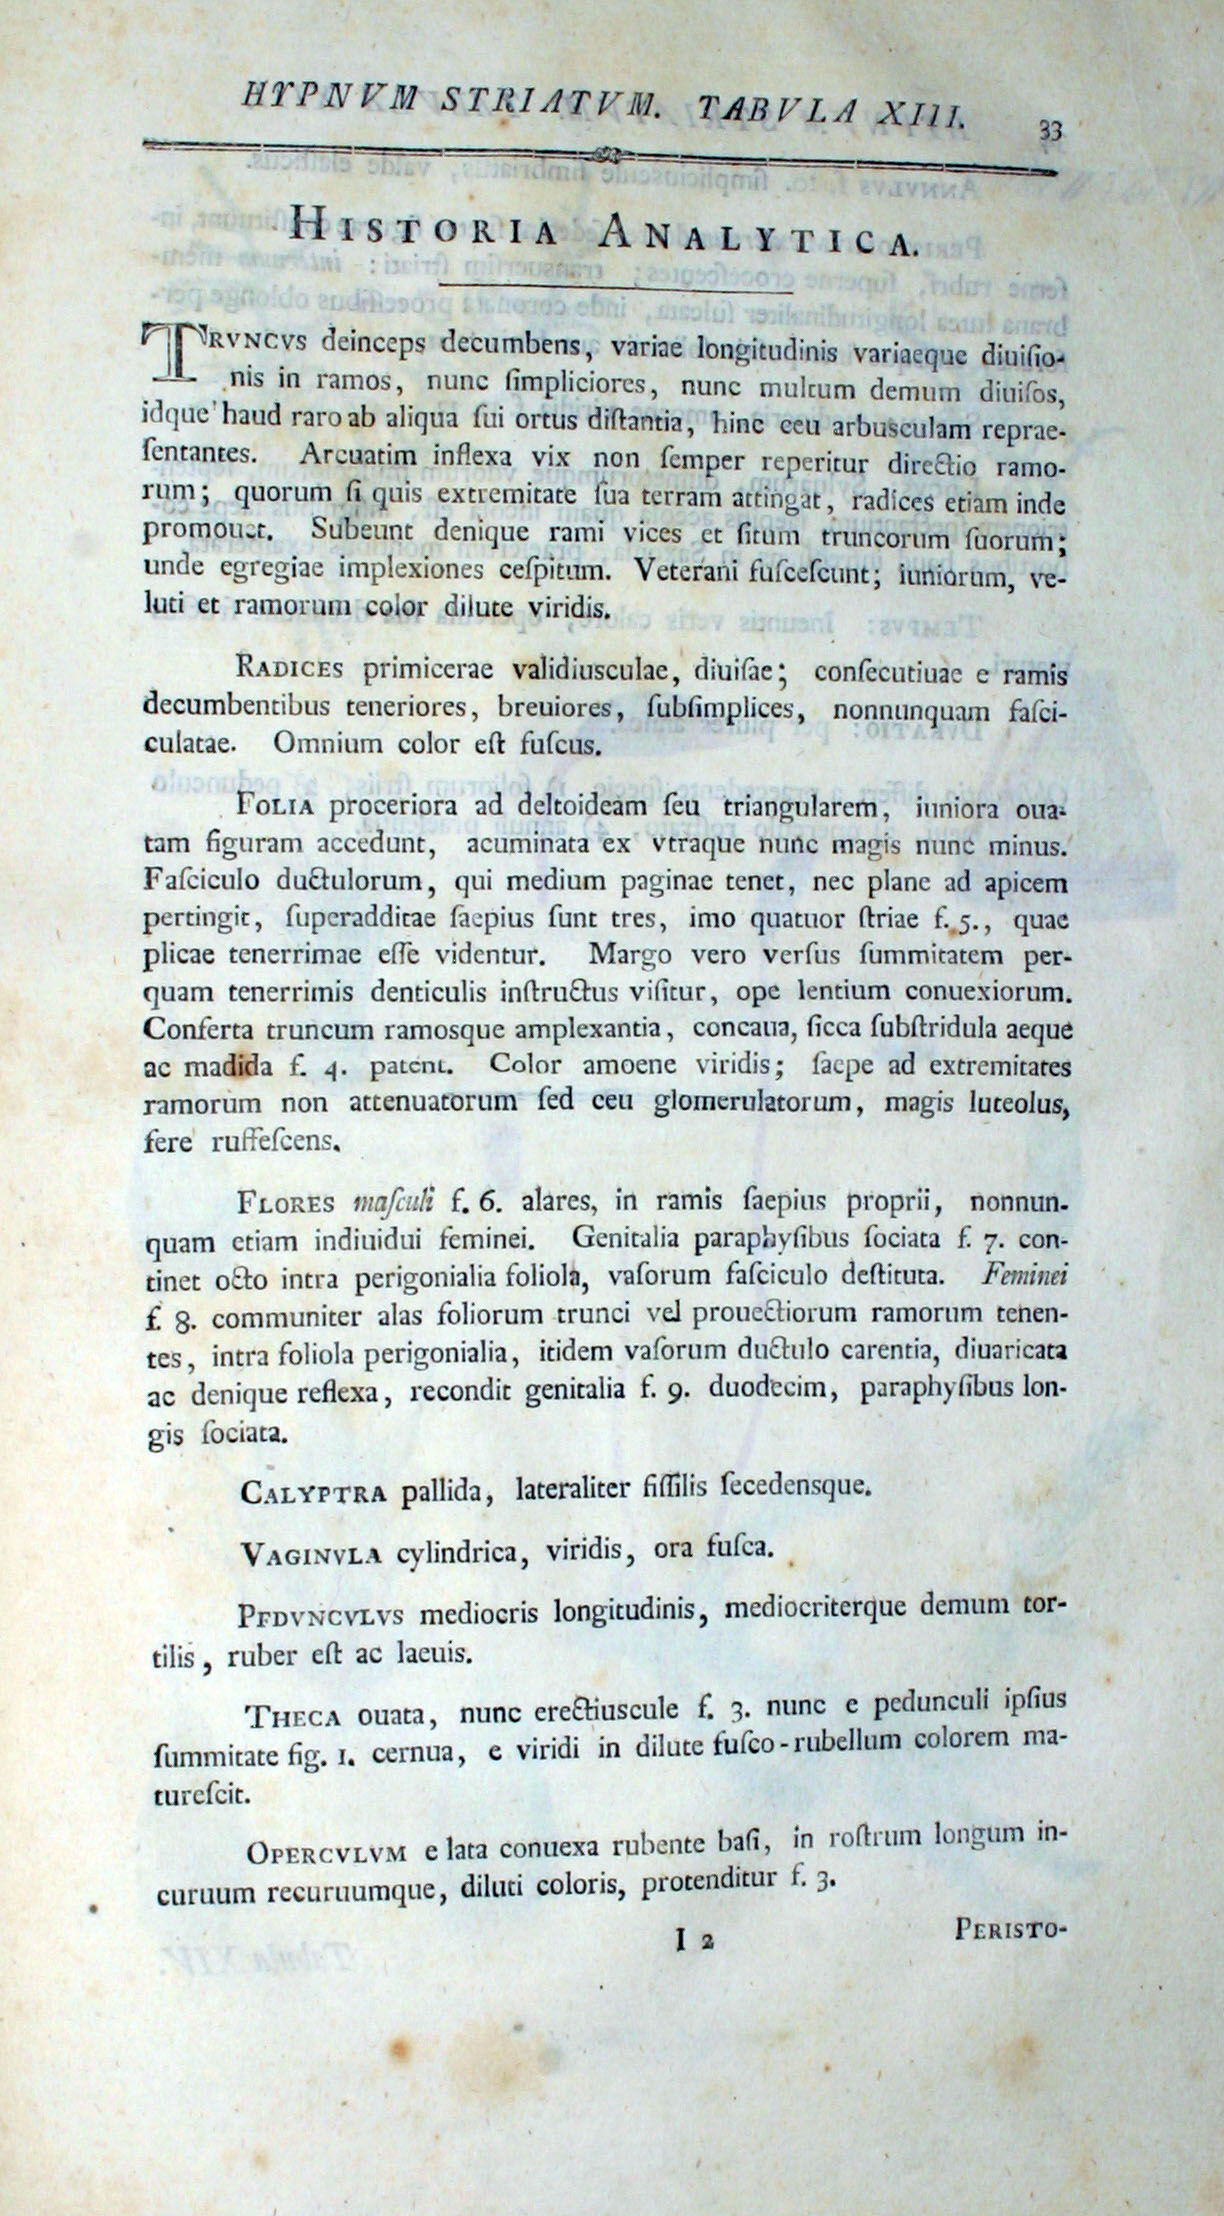 HYPNVM STRIATVM. TABVLA XIII. 33
HISTORIA ANALYTICA.
TRVNCVS deinceps decumbens, variae longitudinis variaeque diuiſio-
nis in ramos, nunc ſimpliciores, nunc multum demum diuiſos,
idque haud raro ab aliqua ſui ortus diſtantia, hinc ceu arbusculam reprae-
ſentantes. Arcuatim inflexa vix non ſemper reperitur directio ramo-
rum; quorum ſi quis extremitate ſua terram attingat, radices etiam inde
promouet. Subeunt denique rami vices et ſitum truncorum ſuorum;
unde egregiae implexiones ceſpitum. Veterani fuſceſcunt; iuniorum, ve-
luti et ramorum color dilute viridis.
RADICES primicerae validiusculae, diuiſae; conſecutiuae e ramis
decumbentibus teneriores, breuiores, ſubſimplices, nonnunquam faſci-
culatae. Omnium color eſt fuſcus.
FOLIA proceriora ad deltoideam ſeu triangularem, iuniora oua-
tam figuram accedunt, acuminata ex vtraque nunc magis nunc minus.
Faſciculo ductulorum, qui medium paginae tenet, nec plane ad apicem
pertingit, ſuperadditae ſaepius ſunt tres, imo quatuor ſtriae f. 5., quae
plicae tenerrimae eſſe videntur. Margo vero verſus ſummitatem per-
quam tenerrimis denticulis inſtructus viſitur, ope lentium conuexiorum.
Conferta truncum ramosque amplexantia, concaua, ſicca ſubſtridula aeque
ac madida f. 4. patent. Color amoene viridis; ſaepe ad extremitates
ramorum non attenuatorum ſed ceu glomerulatorum, magis luteolus,
fere ruffeſcens.
FLORES maſculi f. 6. alares, in ramis ſaepius proprii, nonnun-
quam etiam indiuidui feminei. Genitalia paraphyſibus ſociata f. 7. con-
tinet octo intra perigonialia foliola, vaſorum faſciculo deſtituta. Feminei
f. 8. communiter alas foliorum trunci vel prouectiorum ramorum tenen-
tes, intra foliola perigonialia, itidem vaſorum ductulo carentia, diuaricata
ac denique reflexa, recondit genitalia f. 9. duodecim, paraphyſibus lon-
gis ſociata.
CALYPTRA pallida, lateraliter fiſſilis ſecedensque.
VAGINVLA cylindrica, viridis, ora fuſca.
PEDVNCVLVS mediocris longitudinis, mediocriterque demum tor-
tilis, ruber eſt ac laeuis.
THECA ouata, nunc erectiuscule f. 3. nunc e pedunculi ipſius
ſummitate fig. 1. cernua, e viridi in dilute fuſco-rubellum colorem ma-
tureſcit.
OPERCVLVM e lata conuexa rubente baſi, in roſtrum longum in-
curuum recuruumque, diluti coloris, protenditur f. 3.
I 2 PERISTO-